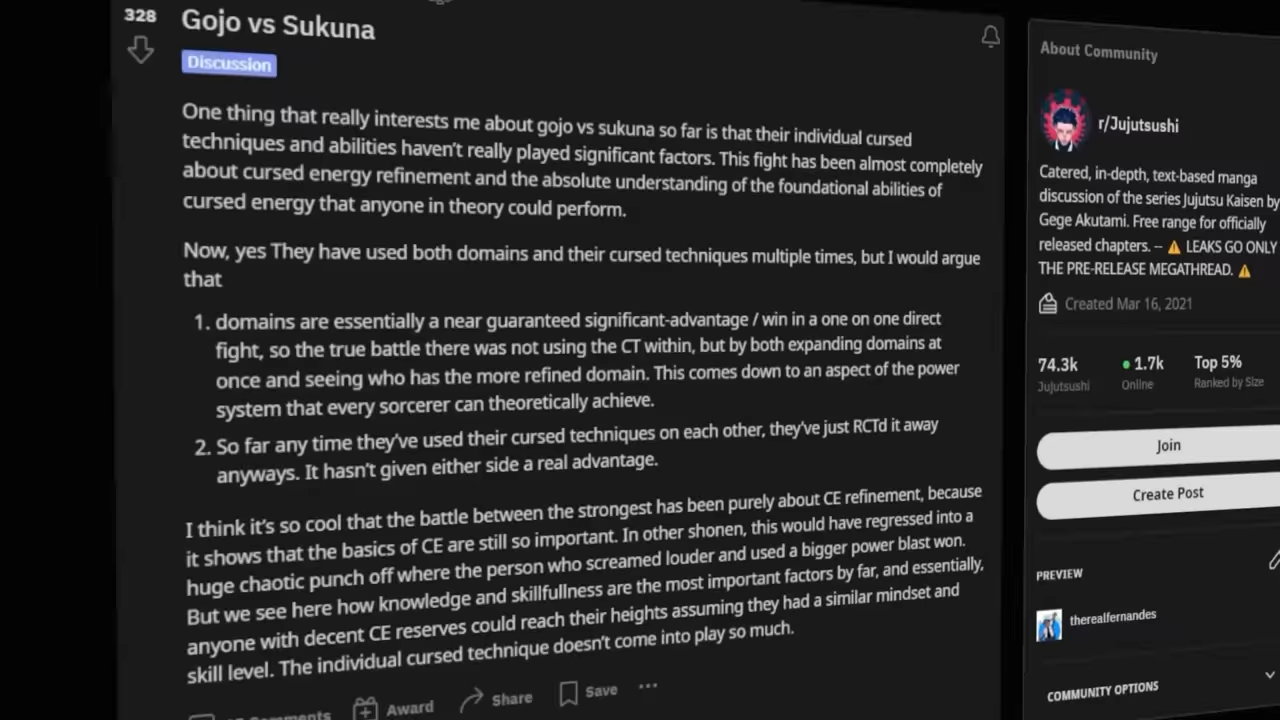 328
Gojo vs Sukuna
Discussion
One thing that really interests me about gojo vs sukuna so far is that their individual cursed
techniques and abilities haven't really played significant factors. This fight has been almost completely
about cursed energy refinement and the absolute understanding of the foundational abilities of
cursed energy that anyone in theory could perform.
Now, yes They have used both domains and their cursed techniques multiple times, but I would argue
that
1. domains are essentially a near guaranteed significant-advantage / win in a one on one direct
fight, so the true battle there was not using the CT within, but by both expanding domains at
once and seeing who has the more refined domain. This comes down to an aspect of the power
system that every sorcerer can theoretically achieve.
2. So far any time they've used their cursed techniques on each other, they've just RCTd it away
anyways. It hasn't given either side a real advantage.
I think it's so cool that the battle between the strongest has been purely about CE refinement, because
it shows that the basics of CE are still so important. In other shonen, this would have regressed into a
huge chaotic punch off where the person who screamed louder and used a bigger power blast won.
But we see here how knowledge and skillfullness are the most important factors by far, and essentially,
anyone with decent CE reserves could reach their heights assuming they had a similar mindset and
skill level. The individual cursed technique doesn't come into play so much.
Comments
Award
Share
Save
About Community
r/Jujutsushi
Catered, in-depth, text-based manga
discussion of the series Jujutsu Kaisen by
Gege Akutami. Free range for officially
released chapters. -- ⚠️ LEAKS GO ONLY
THE PRE-RELEASE MEGATHREAD. ⚠️
Created Mar 16, 2021
74.3k
1.7k
Top 5%
Jujutsushi
Online
Ranked by Size
Join
Create Post
PREVIEW
therealfernandes
COMMUNITY OPTIONS